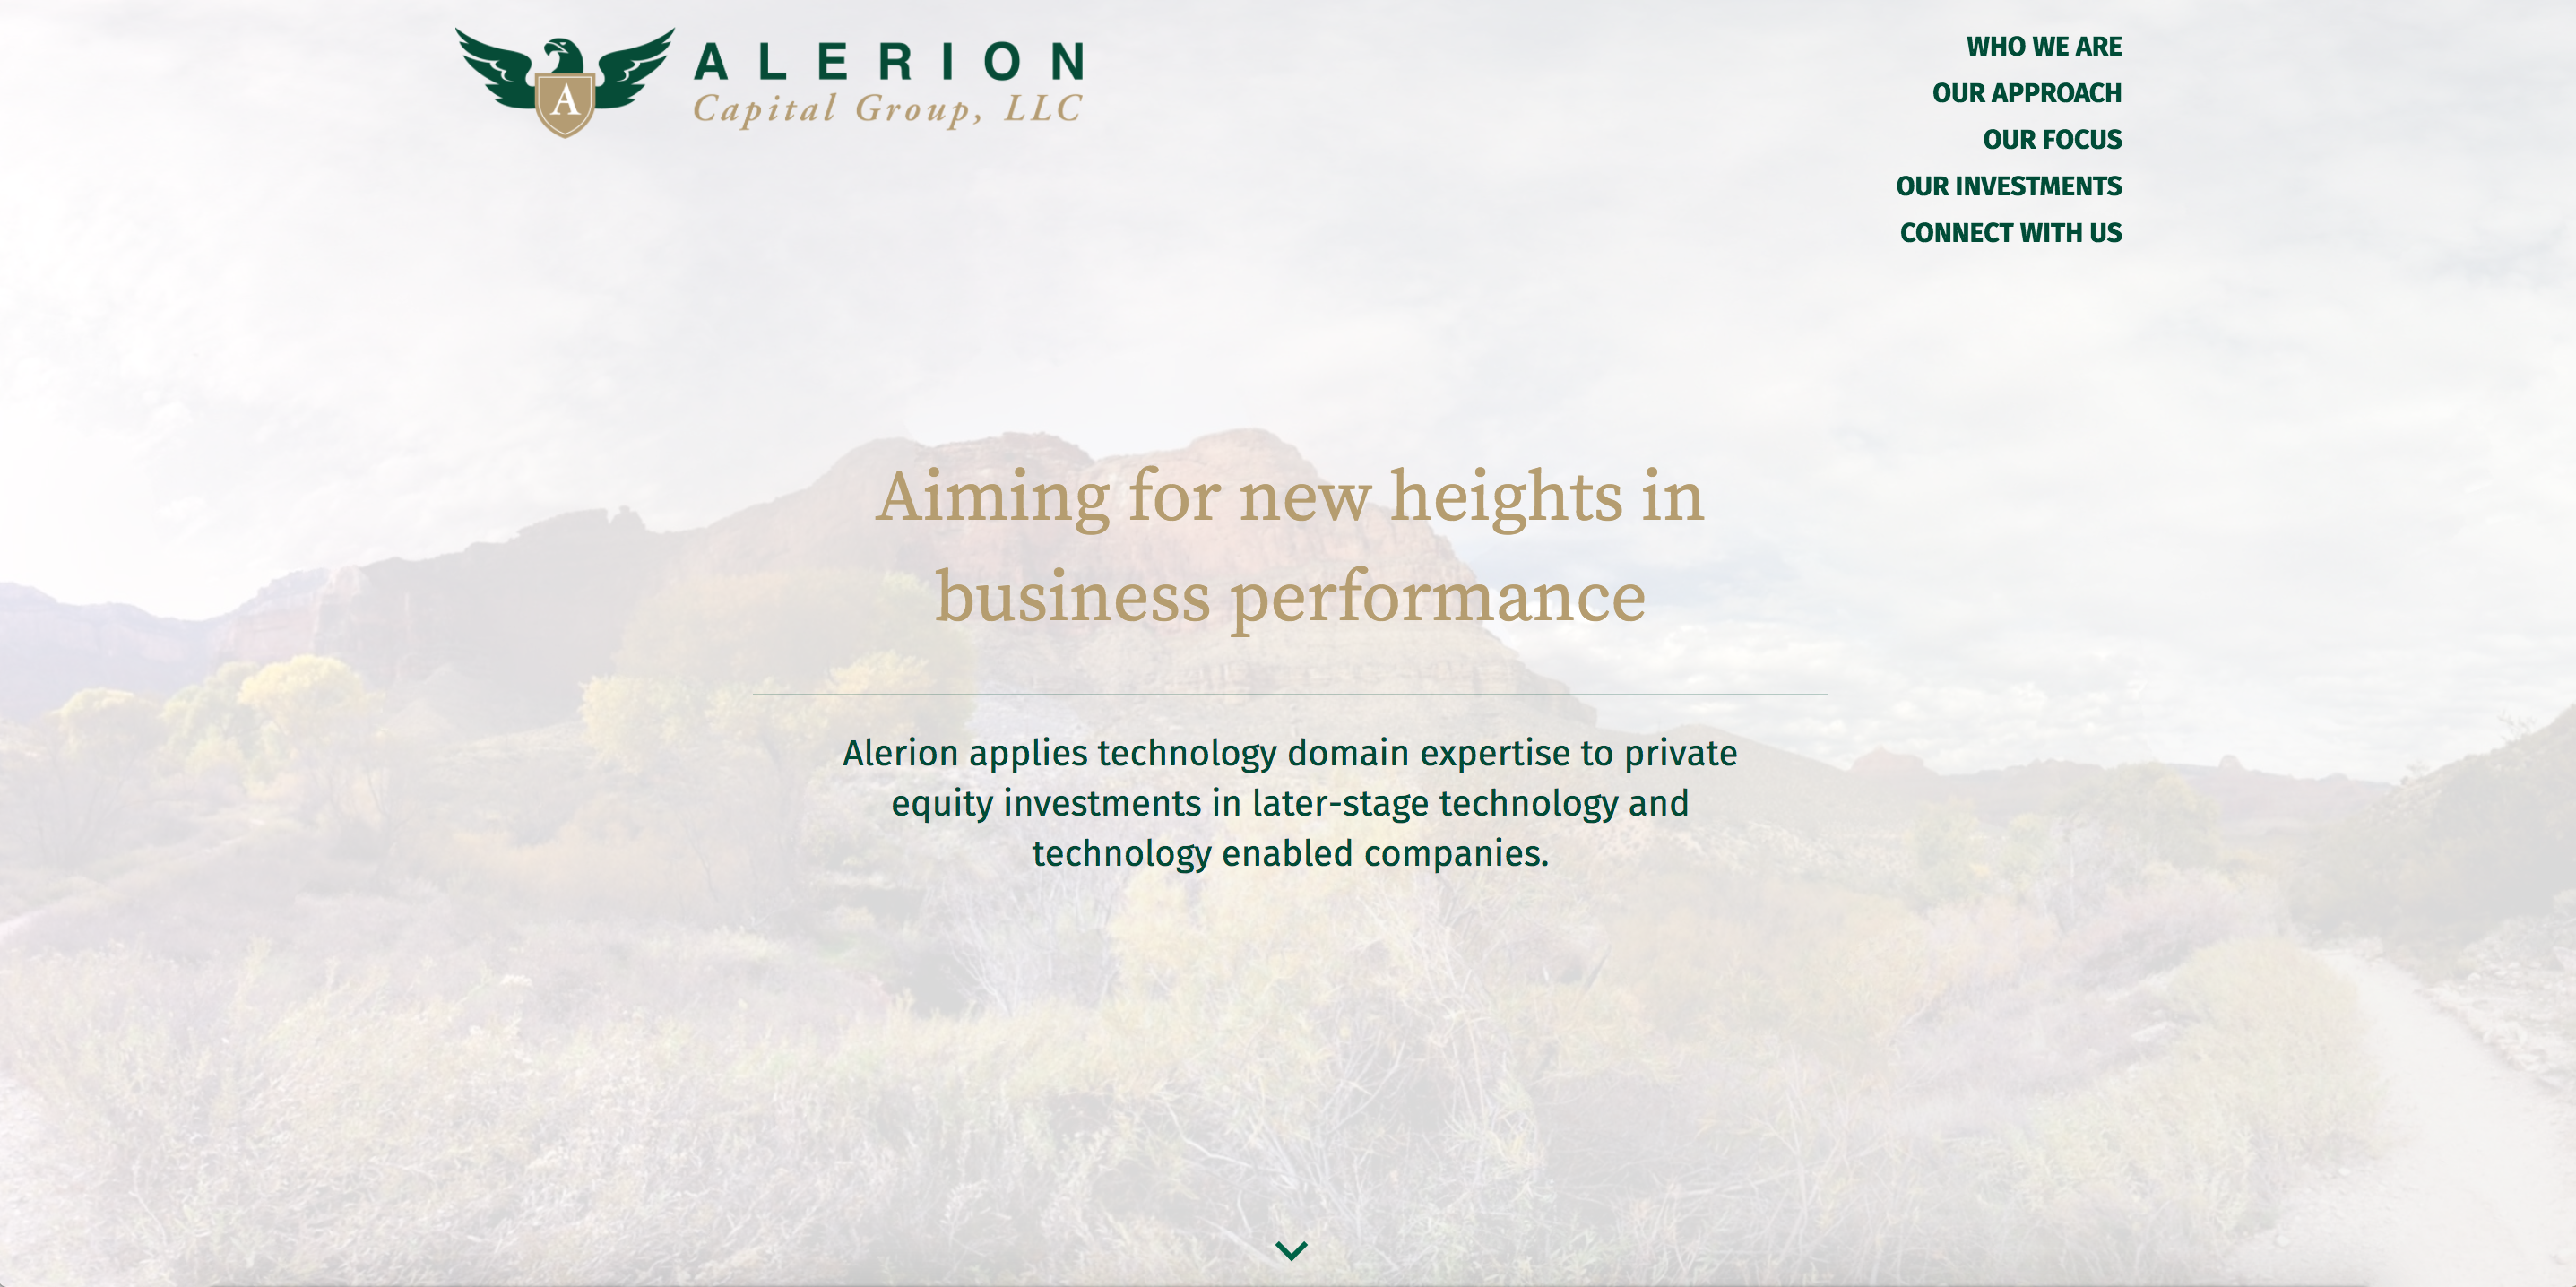 A
ALERION
Capital Group, LLC
WHO WE ARE
OUR APPROACH
OUR FOCUS
OUR INVESTMENTS
CONNECT WITH US
Aiming for new heights in
business performance
Alerion applies technology domain expertise to private
equity investments in later-stage technology and
technology enabled companies.